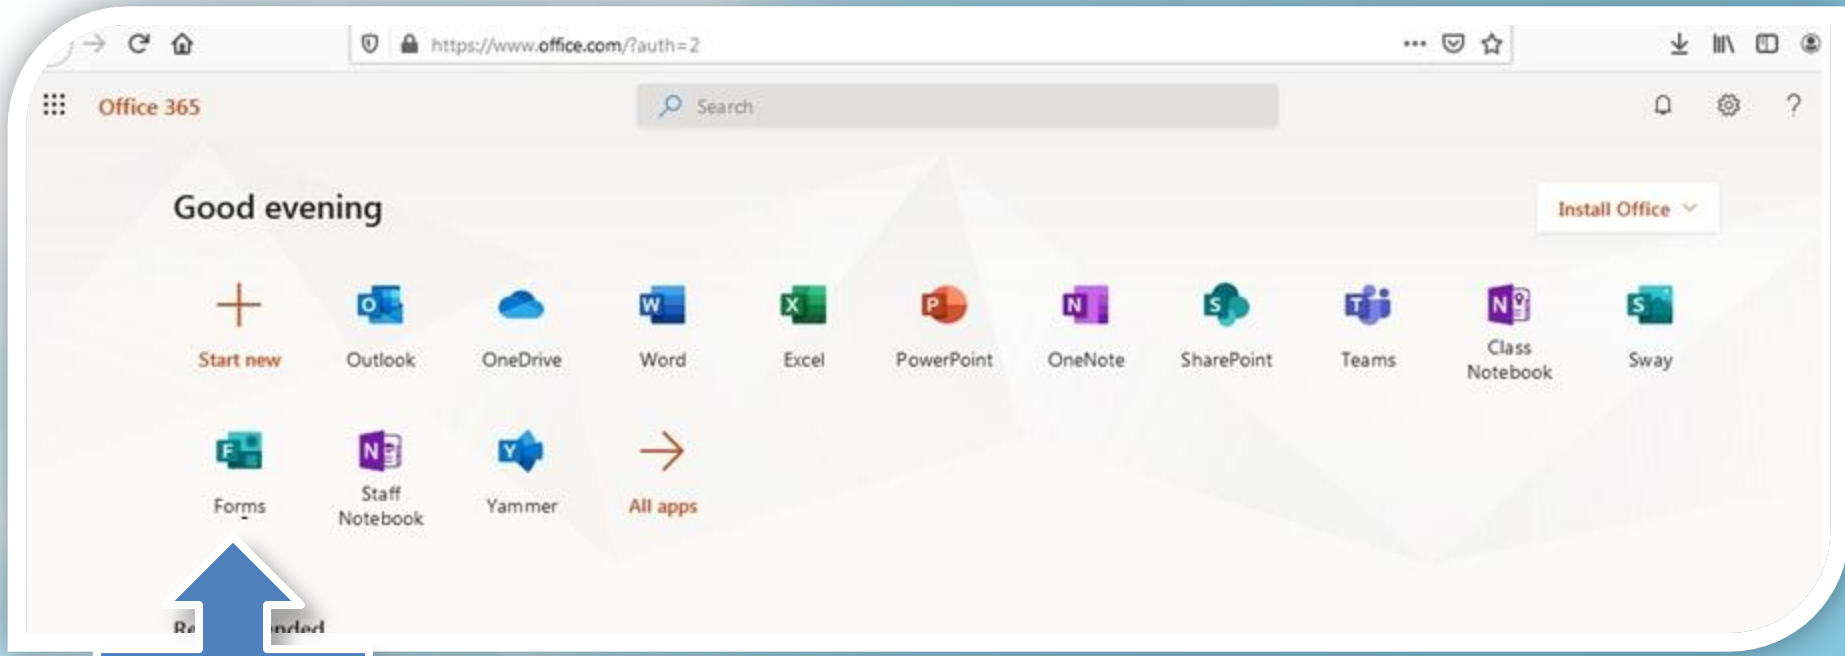 https://www.office.com/?auth=2
Office 365
Search
?
Good evening
Install Office
Start new
Outlook
OneDrive
Word
Excel
PowerPoint
OneNote
SharePoint
Teams
Class
Notebook
Sway
Forms
Staff
Notebook
Yammer
All apps